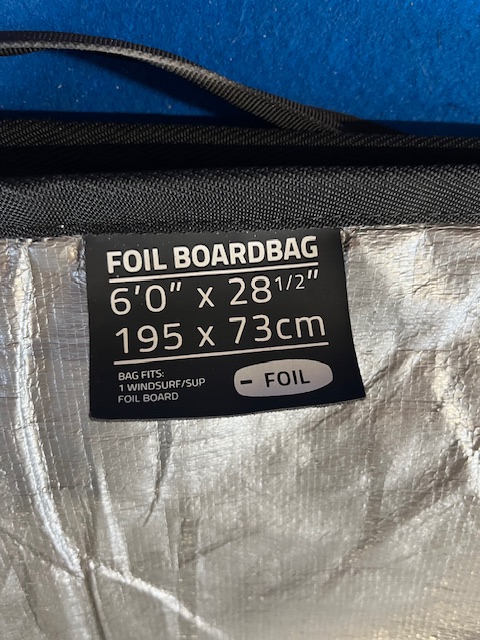 FOIL BOARDBAG
6'0" x 28 1/2"
195 x 73cm
BAG FITS:
1 WINDSURF/SUP
FOIL BOARD
– FOIL